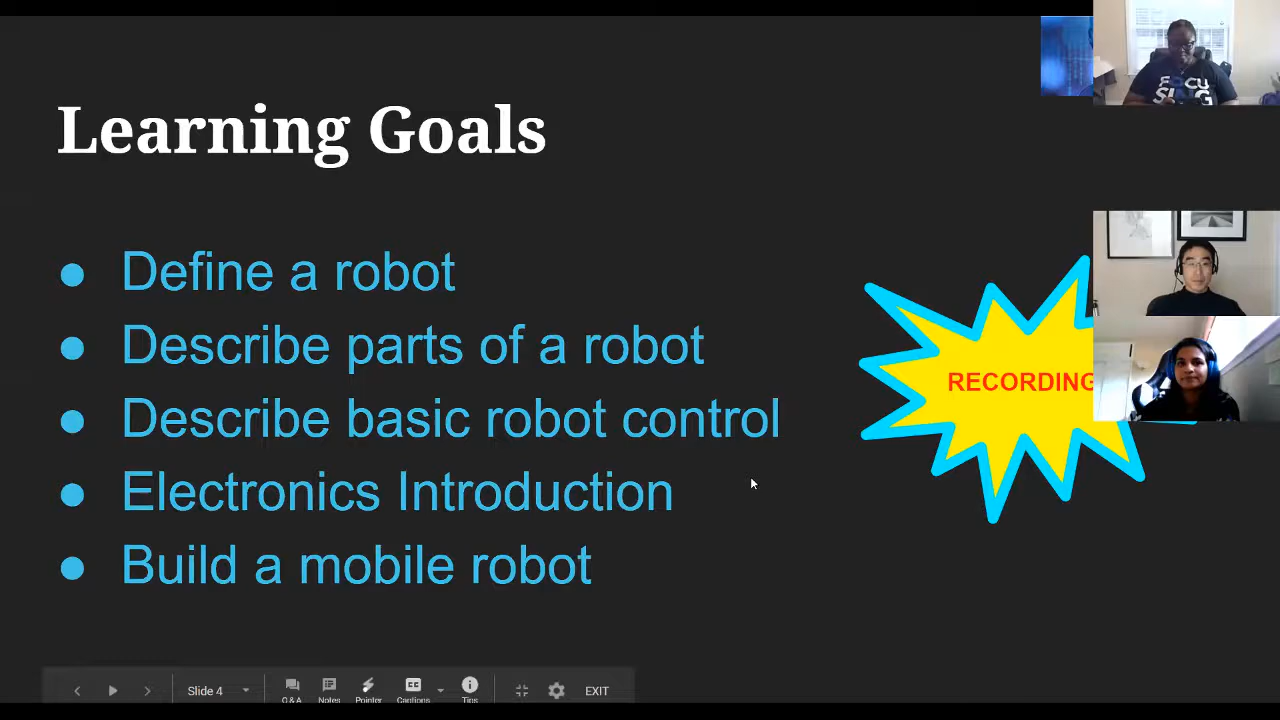 Learning Goals
● Define a robot
● Describe parts of a robot
● Describe basic robot control
● Electronics Introduction
● Build a mobile robot
RECORDING
Slide 4
Q & A
Notes
Pointer
Captions
Tips
EXIT
CC